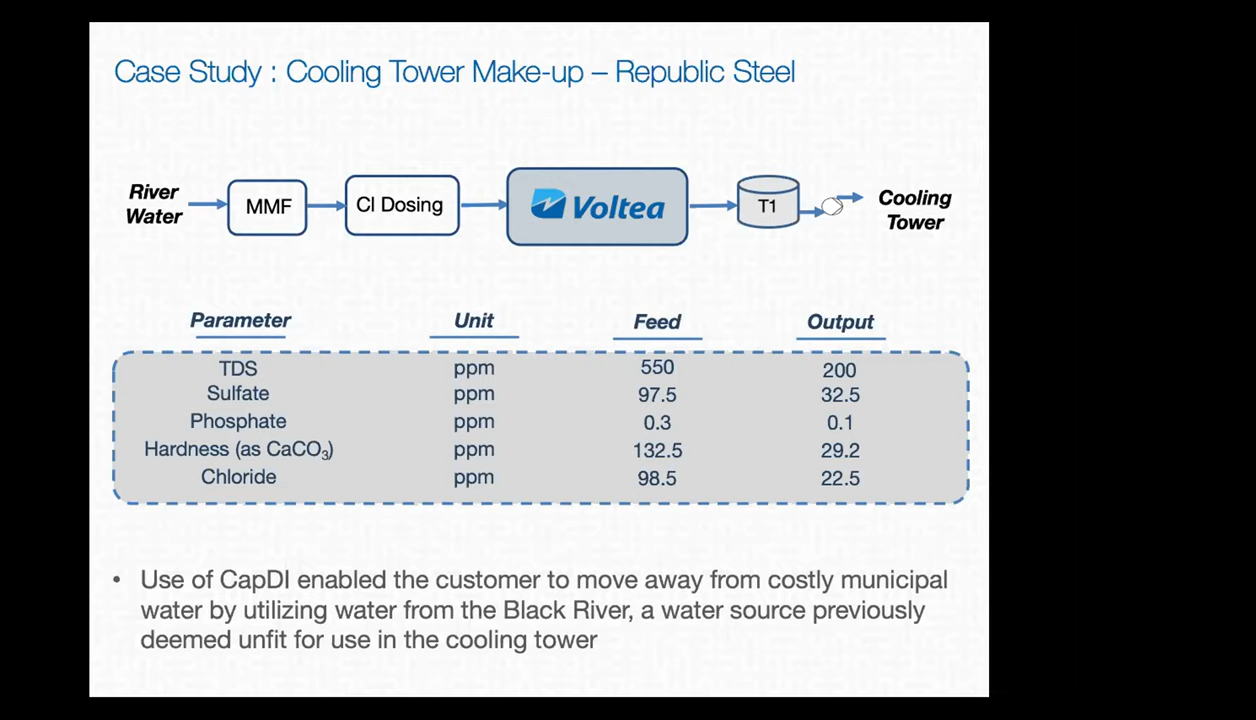 Case Study : Cooling Tower Make-up – Republic Steel
River
Water
MMF
Cl Dosing
Voltea
T1
Cooling
Tower
Parameter Unit Feed Output
TDS ppm 550 200
Sulfate ppm 97.5 32.5
Phosphate ppm 0.3 0.1
Hardness (as CaCO₃) ppm 132.5 29.2
Chloride ppm 98.5 22.5
• Use of CapDI enabled the customer to move away from costly municipal
water by utilizing water from the Black River, a water source previously
deemed unfit for use in the cooling tower